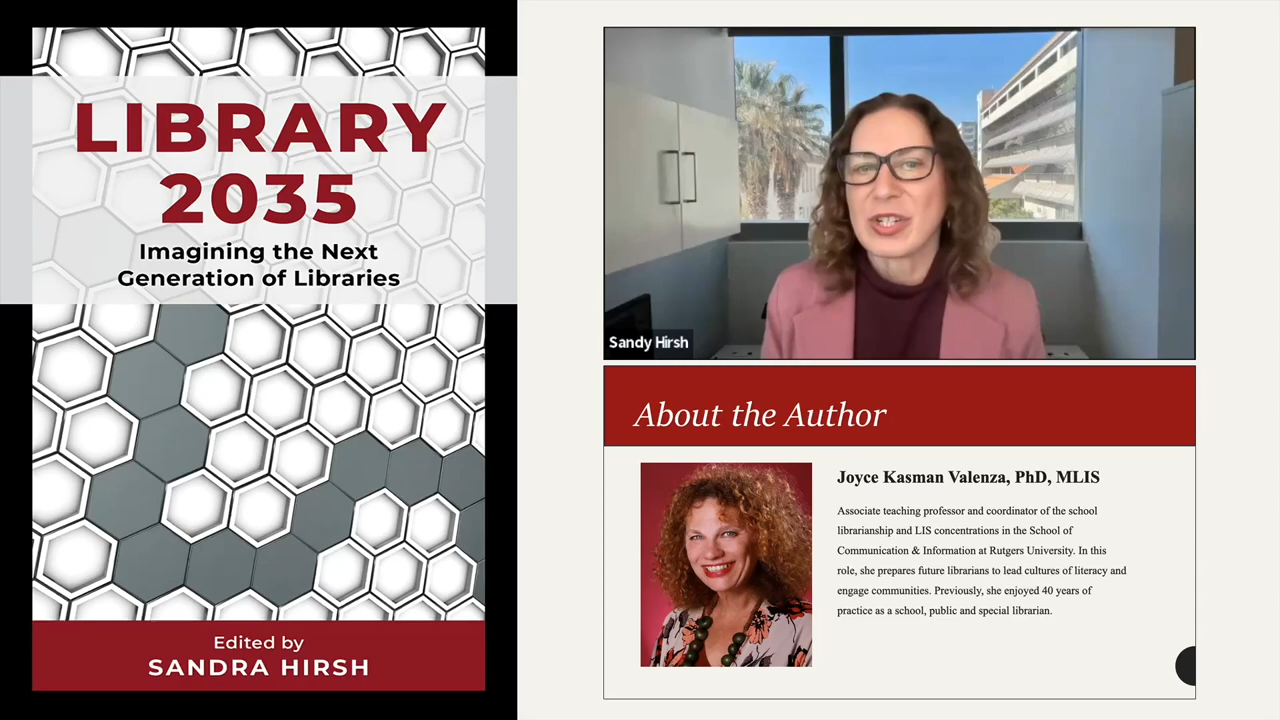 LIBRARY
2035
Imagining the Next
Generation of Libraries
Edited by
SANDRA HIRSH
Sandy Hirsh
About the Author
Joyce Kasman Valenza, PhD, MLIS
Associate teaching professor and coordinator of the school
librarianship and LIS concentrations in the School of
Communication & Information at Rutgers University. In this
role, she prepares future librarians to lead cultures of literacy and
engage communities. Previously, she enjoyed 40 years of
practice as a school, public and special librarian.